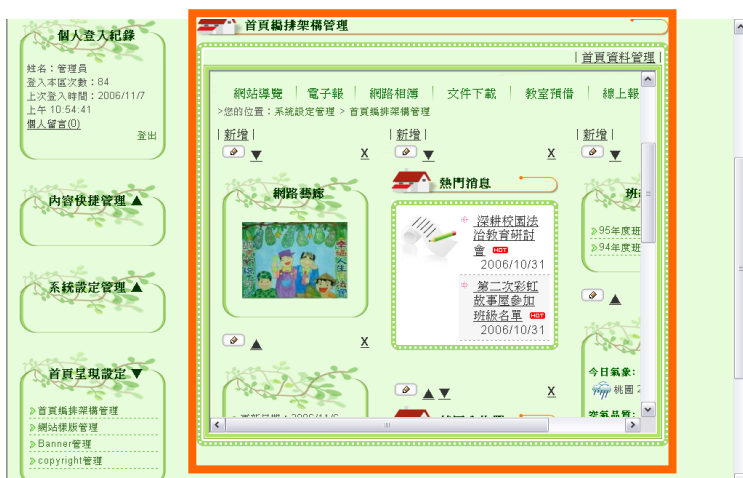 個人登入紀錄
姓名：管理員
登入本區次數：84
上次登入時間：2006/11/7
上午 10:54:41
個人留言(0)
登出
內容快捷管理▲
系統設定管理▲
首頁呈現設定▼
首頁編排架構管理
網站樣版管理
Banner管理
copyright管理
首頁編排架構管理
|首頁資料管理|
網站導覽 | 電子報 | 網路相簿 | 文件下載 | 教室預借 | 線上報
>您的位置：系統設定管理 > 首頁編排架構管理
|新增|
|新增|
|新增|
▼ X
▼ X
▼
網路藝廊
熱門消息
深耕校園法
治教育研討
會 HOT
2006/10/31
第二次彩虹
故事屋參加
班級名單 HOT
2006/10/31
95年度班
94年度班
▲ X
▲▼ X
▲
今日氣象：
桃園 2
空氣品質：